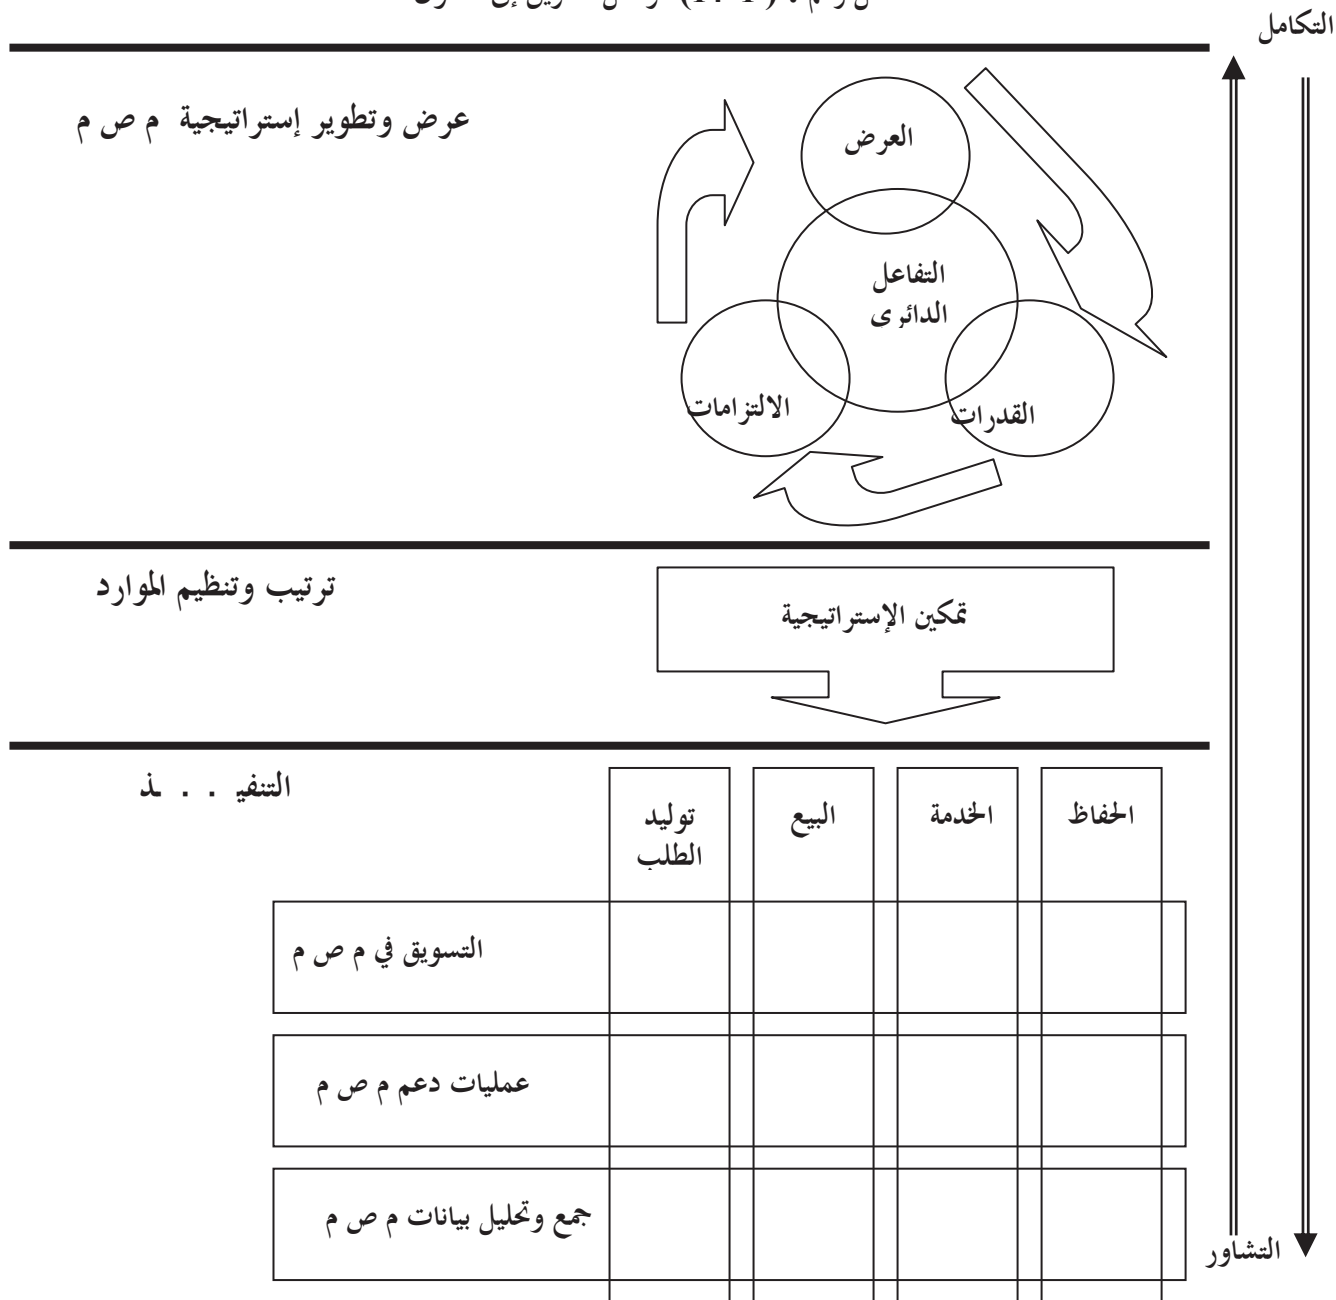 التكامل
عرض وتطوير إستراتيجية م ص م
العرض
التفاعل
الدائرى
القدرات
الالتزامات
ترتيب وتنظيم الموارد
تمكين الإستراتيجية
التنفيـ . . . ـذ
الحفاظ
الخدمة
البيع
توليد
الطلب
التسويق في م ص م
عمليات دعم م ص م
جمع وتحليل بيانات م ص م
التشاور